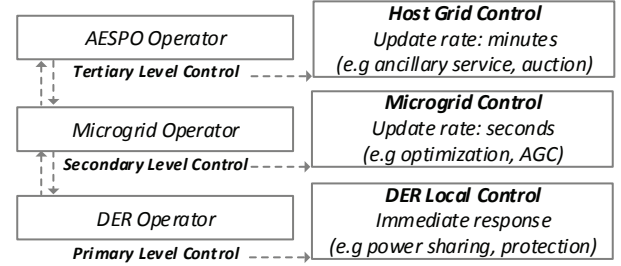 AESPO Operator
Tertiary Level Control
Host Grid Control
Update rate: minutes
(e.g ancillary service, auction)
Microgrid Operator
Secondary Level Control
Microgrid Control
Update rate: seconds
(e.g optimization, AGC)
DER Operator
Primary Level Control
DER Local Control
Immediate response
(e.g power sharing, protection)